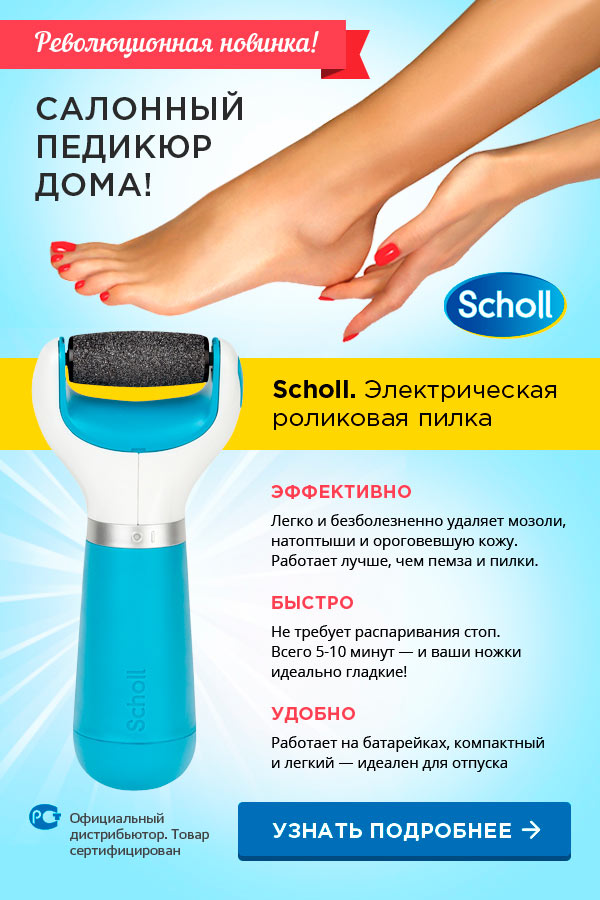 Революционная новинка!
САЛОННЫЙ
ПЕДИКЮР
ДОМА!
Scholl
Scholl. Электрическая
роликовая пилка
ЭФФЕКТИВНО
Легко и безболезненно удаляет мозоли,
натоптыши и ороговевшую кожу.
Работает лучше, чем пемза и пилки.
БЫСТРО
Не требует распаривания стоп.
Всего 5-10 минут — и ваши ножки
идеально гладкие!
УДОБНО
Работает на батарейках, компактный
и легкий — идеален для отпуска
Scholl
РСТ
Официальный
дистрибьютор. Товар
сертифицирован
УЗНАТЬ ПОДРОБНЕЕ →